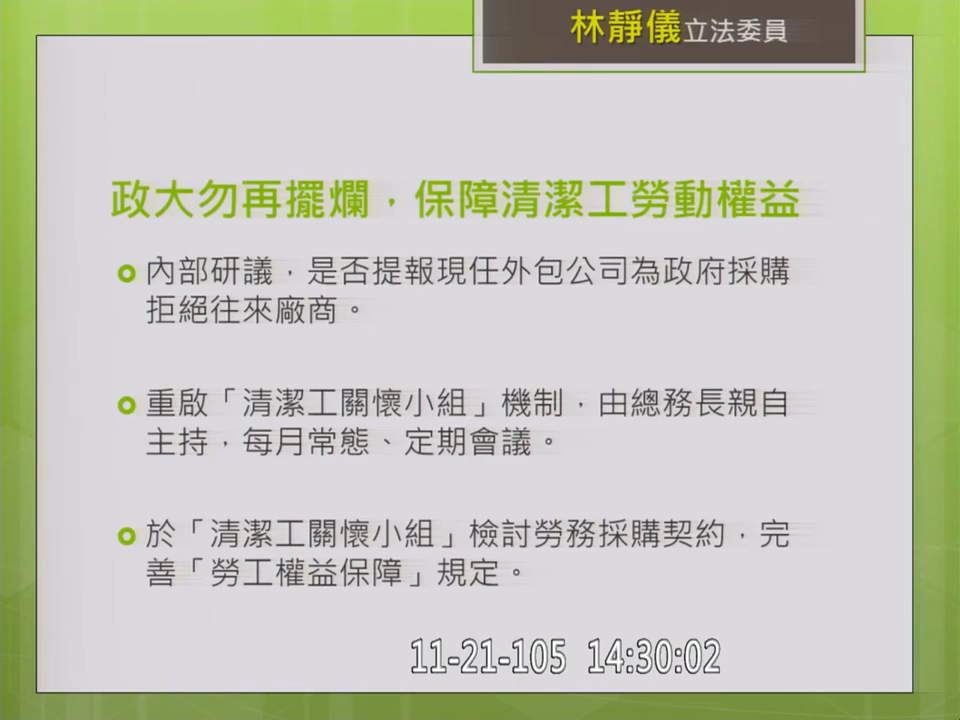 林靜儀立法委員
政大勿再擺爛，保障清潔工勞動權益
內部研議，是否提報現任外包公司為政府採購
拒絕往來廠商。
重啟「清潔工關懷小組」機制，由總務長親自
主持，每月常態、定期會議。
於「清潔工關懷小組」檢討勞務採購契約，完
善「勞工權益保障」規定。
11-21-105 14:30:02